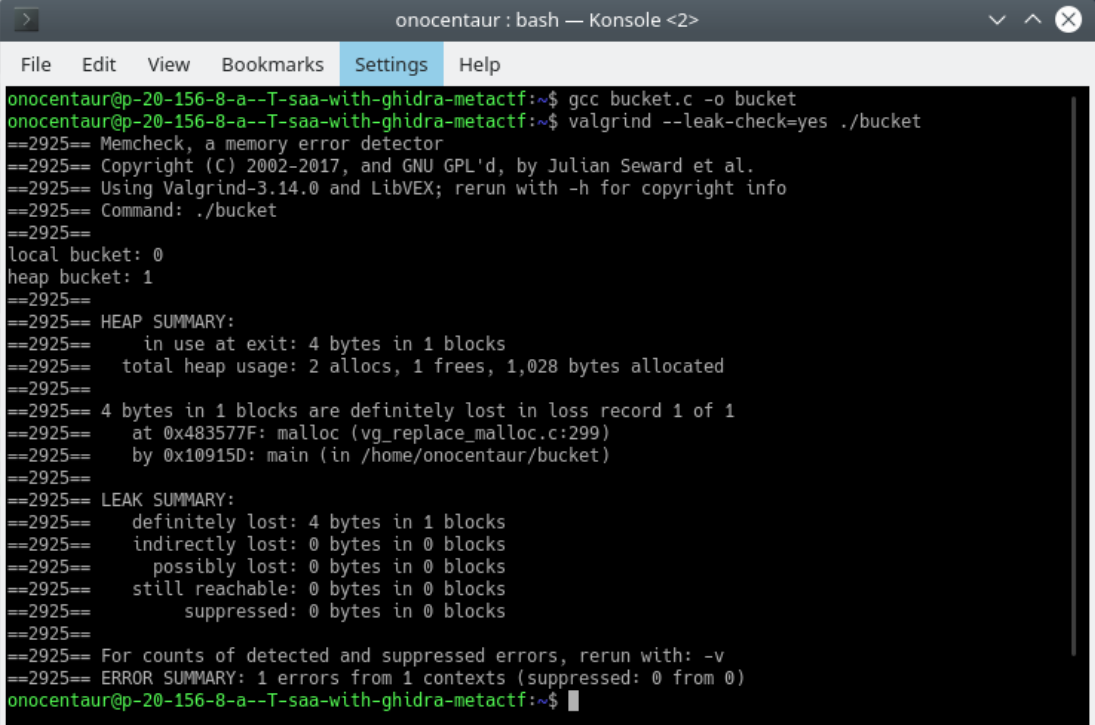 onocentaur : bash — Konsole <2>
File Edit View Bookmarks Settings Help
onocentaur@p-20-156-8-a--T-saa-with-ghidra-metactf:~$ gcc bucket.c -o bucket
onocentaur@p-20-156-8-a--T-saa-with-ghidra-metactf:~$ valgrind --leak-check=yes ./bucket
==2925== Memcheck, a memory error detector
==2925== Copyright (C) 2002-2017, and GNU GPL'd, by Julian Seward et al.
==2925== Using Valgrind-3.14.0 and LibVEX; rerun with -h for copyright info
==2925== Command: ./bucket
==2925==
local bucket: 0
heap bucket: 1
==2925==
==2925== HEAP SUMMARY:
==2925==     in use at exit: 4 bytes in 1 blocks
==2925==   total heap usage: 2 allocs, 1 frees, 1,028 bytes allocated
==2925==
==2925== 4 bytes in 1 blocks are definitely lost in loss record 1 of 1
==2925==    at 0x483577F: malloc (vg_replace_malloc.c:299)
==2925==    by 0x10915D: main (in /home/onocentaur/bucket)
==2925==
==2925== LEAK SUMMARY:
==2925==    definitely lost: 4 bytes in 1 blocks
==2925==    indirectly lost: 0 bytes in 0 blocks
==2925==      possibly lost: 0 bytes in 0 blocks
==2925==    still reachable: 0 bytes in 0 blocks
==2925==         suppressed: 0 bytes in 0 blocks
==2925==
==2925== For counts of detected and suppressed errors, rerun with: -v
==2925== ERROR SUMMARY: 1 errors from 1 contexts (suppressed: 0 from 0)
onocentaur@p-20-156-8-a--T-saa-with-ghidra-metactf:~$